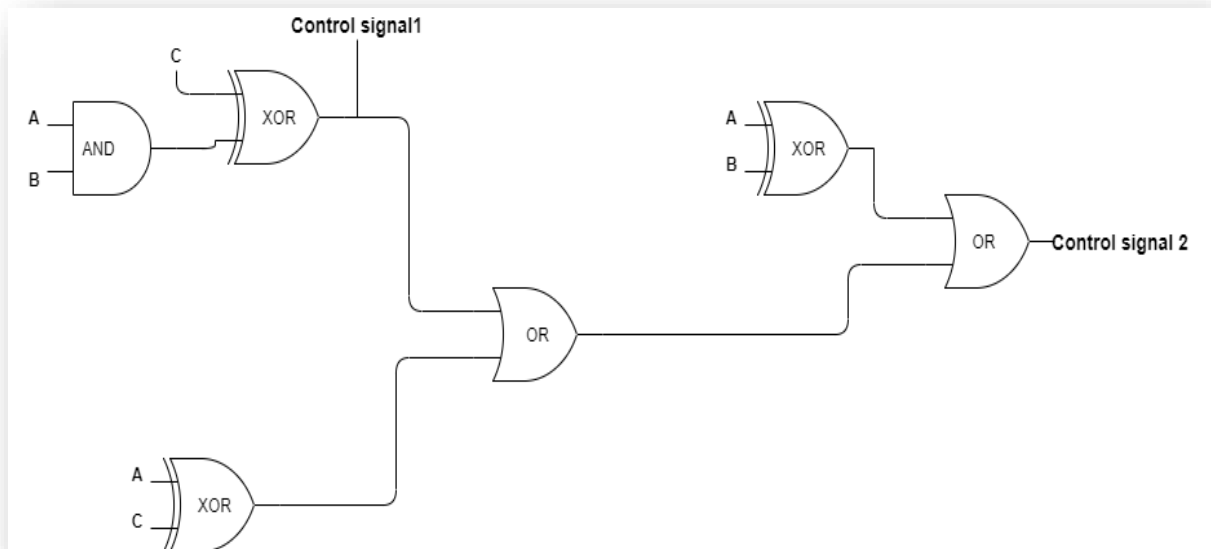 Control signal1
C
A
XOR
AND
B
A
XOR
B
OR
Control signal 2
OR
A
XOR
C